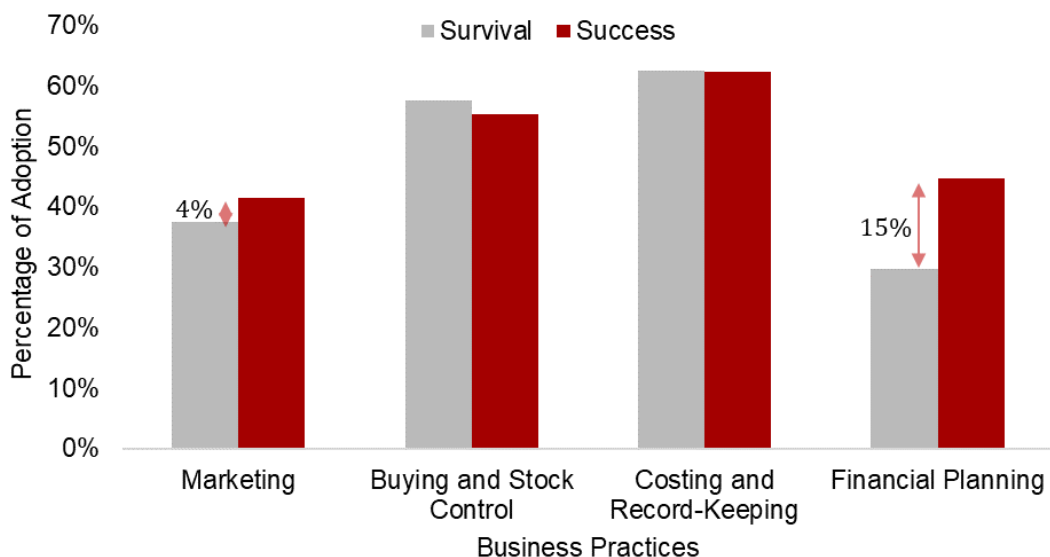 70%
Survival Success
60%
50%
40%
30%
20%
10%
0%
Percentage of Adoption
4%
15%
Marketing
Buying and Stock
Control
Costing and
Record-Keeping
Financial Planning
Business Practices